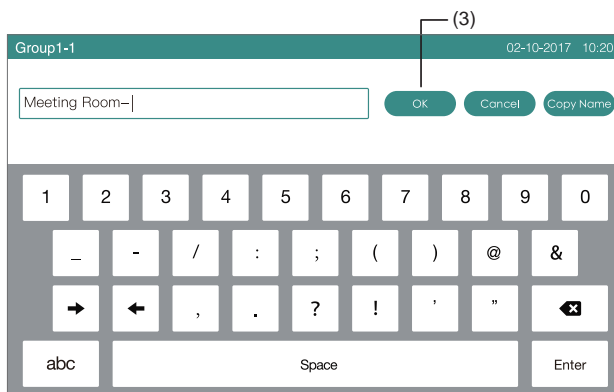 (3)
Group1-1 02-10-2017 10:20
Meeting Room–
OK Cancel Copy Name
1 2 3 4 5 6 7 8 9 0
_ - / : ; ( ) @ &
, . ? ! ' "
abc Space Enter